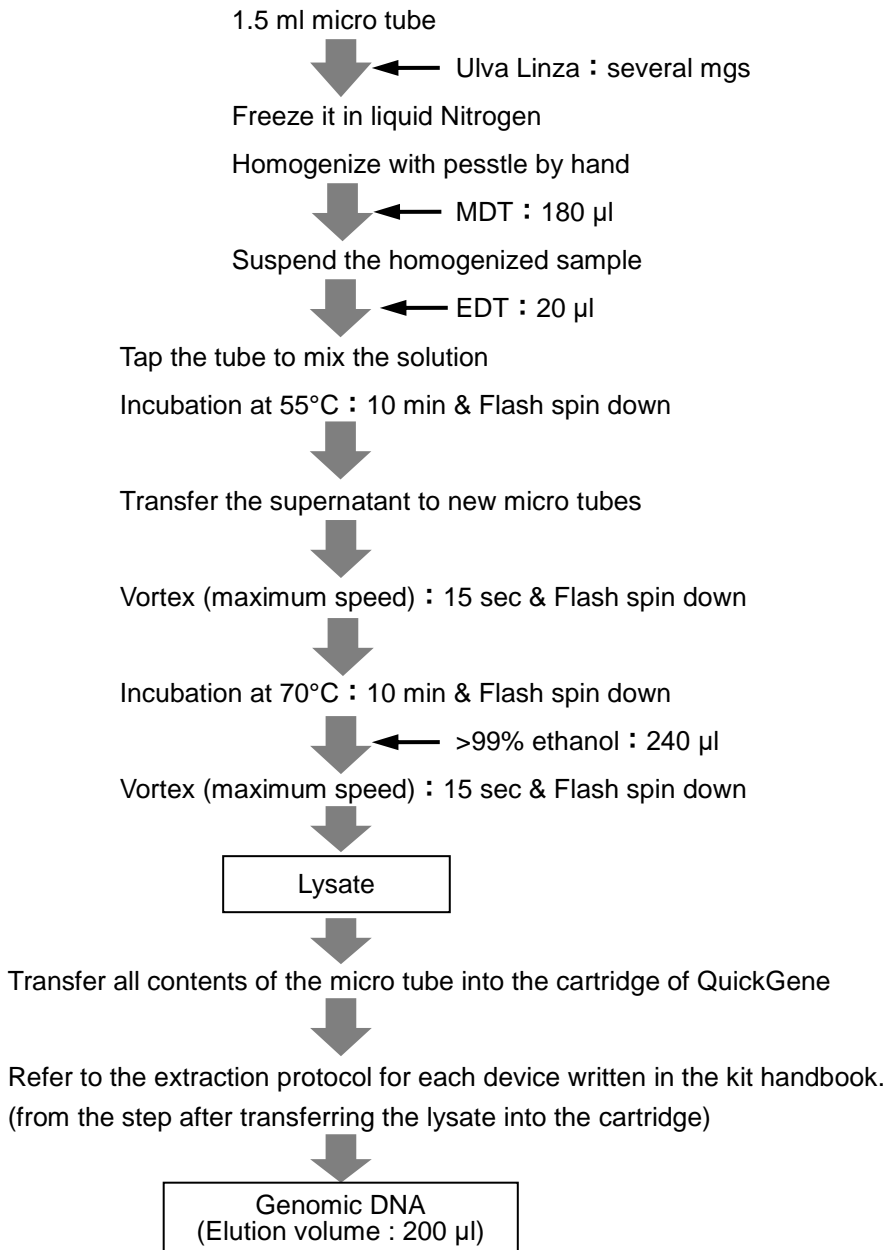 1.5 ml micro tube
Ulva Linza：several mgs
Freeze it in liquid Nitrogen
Homogenize with pesstle by hand
MDT：180 µl
Suspend the homogenized sample
EDT：20 µl
Tap the tube to mix the solution
Incubation at 55°C：10 min & Flash spin down
Transfer the supernatant to new micro tubes
Vortex (maximum speed)：15 sec & Flash spin down
Incubation at 70°C：10 min & Flash spin down
>99% ethanol：240 µl
Vortex (maximum speed)：15 sec & Flash spin down
Lysate
Transfer all contents of the micro tube into the cartridge of QuickGene
Refer to the extraction protocol for each device written in the kit handbook.
(from the step after transferring the lysate into the cartridge)
Genomic DNA
(Elution volume : 200 µl)